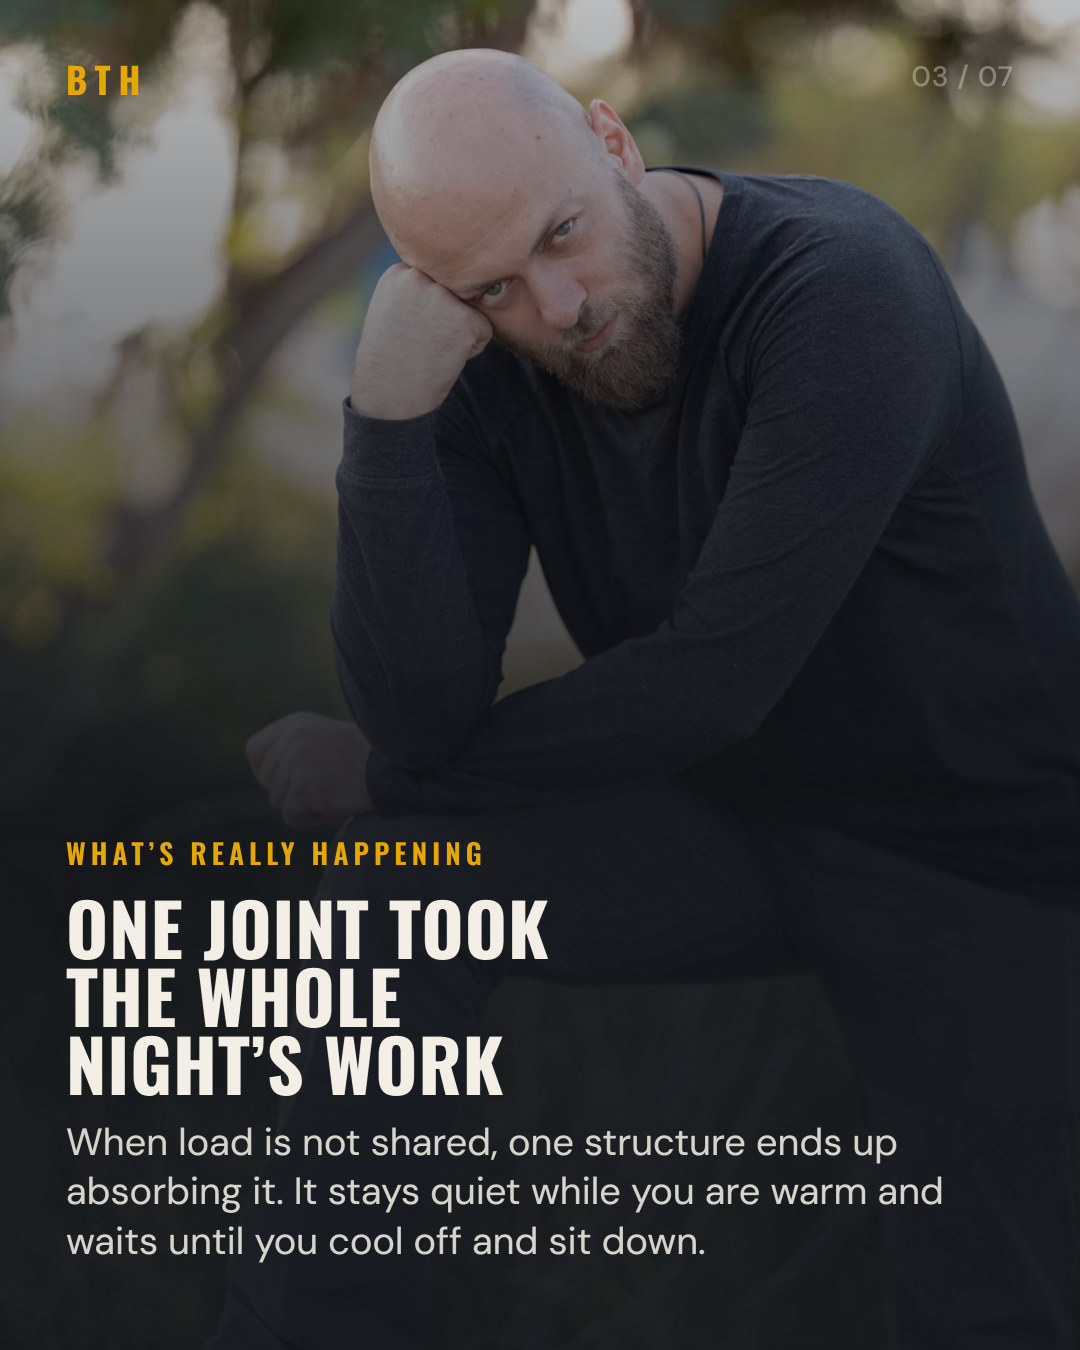 BTH
03 / 07
WHAT’S REALLY HAPPENING
ONE JOINT TOOK
THE WHOLE
NIGHT’S WORK
When load is not shared, one structure ends up
absorbing it. It stays quiet while you are warm and
waits until you cool off and sit down.